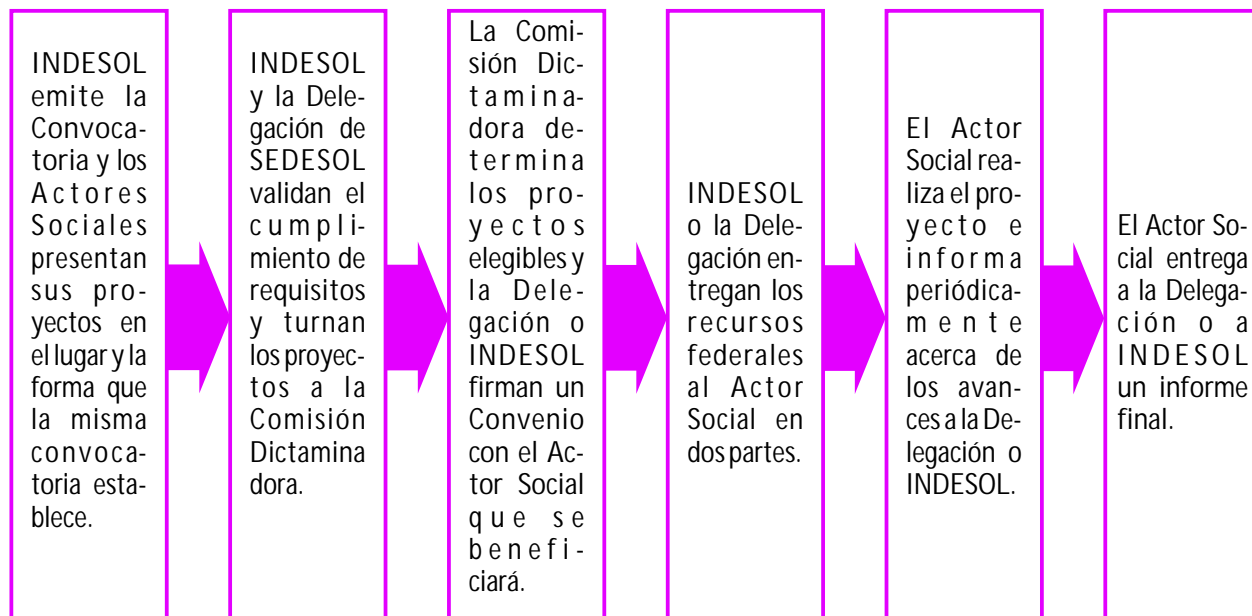 INDESOL
emite la
Convoca-
toria y los
Actores
Sociales
presentan
sus pro-
yectos en
el lugar y la
forma que
la misma
convoca-
toria esta-
blece.
INDESOL
y la Dele-
gación de
SEDESOL
validan el
cumpli-
miento de
requisitos
y turnan
los proyec-
tos a la
Comisión
Dictamina
dora.
La Comi-
sión Dic-
tamina-
dora de-
termina
los pro-
yectos
elegibles y
la Dele-
gación o
INDESOL
firman un
Convenio
con el Ac-
tor Social
que se
benefi-
ciará.
INDESOL
o la Dele-
gación en-
tregan los
recursos
federales
al Actor
Social en
dos partes.
El Actor
Social rea-
liza el pro-
yecto e
informa
periódica-
mente
acerca de
los avan-
ces a la De-
legación o
INDESOL.
El Actor So-
cial entrega
a la Delega-
ción o a
INDESOL
un informe
final.